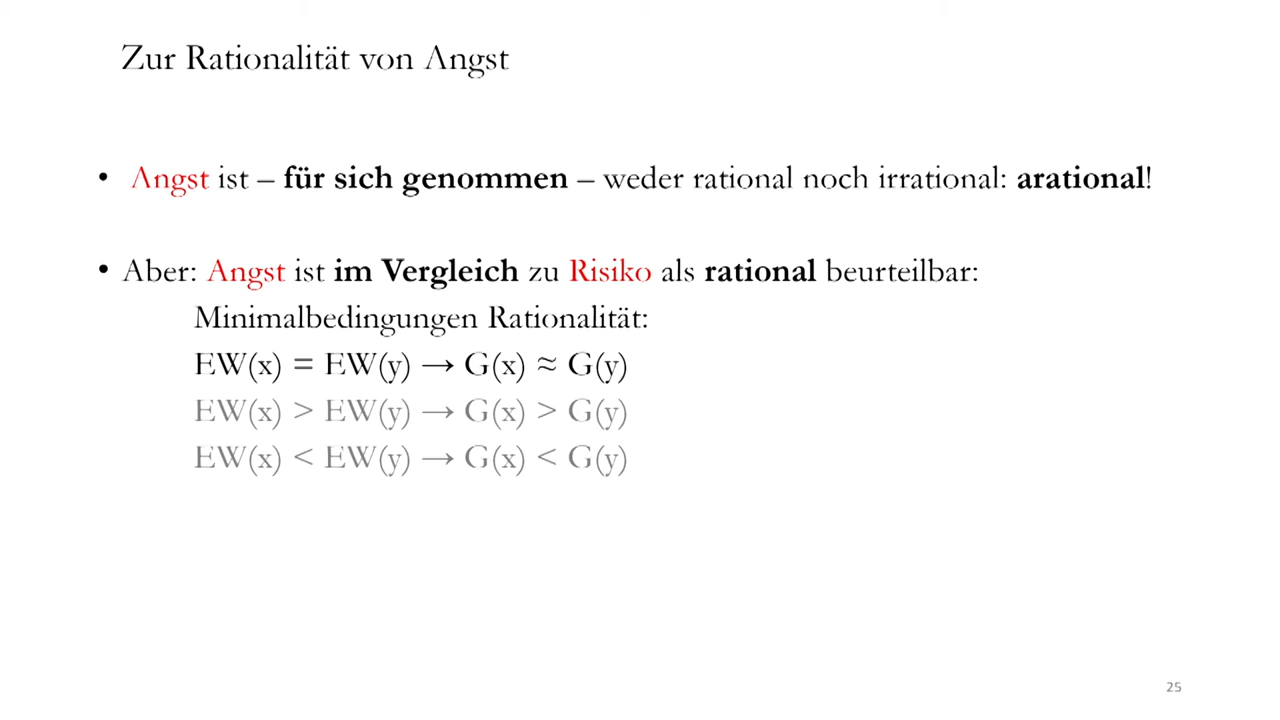 Zur Rationalität von Angst
• Angst ist – für sich genommen – weder rational noch irrational: arational!
• Aber: Angst ist im Vergleich zu Risiko als rational beurteilbar:
Minimalbedingungen Rationalität:
EW(x) = EW(y) → G(x) ≈ G(y)
EW(x) > EW(y) → G(x) > G(y)
EW(x) < EW(y) → G(x) < G(y)
25